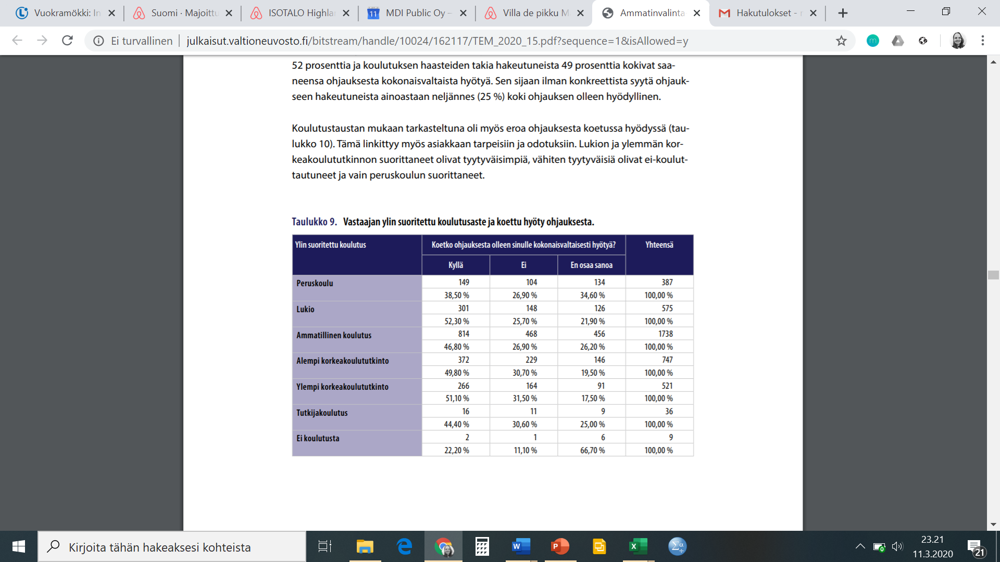 Vuokramökki: In
Suomi · Majoittu
ISOTALO Highla
MDI Public Oy –
Villa de pikku M
Ammatinvalinta
Hakutulokset -
Ei turvallinen
julkaisut.valtioneuvosto.fi/bitstream/handle/10024/162117/TEM_2020_15.pdf?sequence=1&isAllowed=y
52 prosenttia ja koulutuksen haasteiden takia hakeutuneista 49 prosenttia kokivat saa-
neensa ohjauksesta kokonaisvaltaista hyötyä. Sen sijaan ilman konkreettista syytä ohjauk-
seen hakeutuneista ainoastaan neljännes (25 %) koki ohjauksen olleen hyödyllinen.
Koulutustaustan mukaan tarkasteltuna oli myös eroa ohjauksesta koetussa hyödyssä (tau-
lukko 10). Tämä linkittyy myös asiakkaan tarpeisiin ja odotuksiin. Lukion ja ylemmän kor-
keakoulututkinnon suorittaneet olivat tyytyväisimpiä, vähiten tyytyväisiä olivat ei-koulut-
tautuneet ja vain peruskoulun suorittaneet.
Taulukko 9. Vastaajan ylin suoritettu koulutusaste ja koettu hyöty ohjauksesta.
Ylin suoritettu koulutus Koetko ohjauksesta olleen sinulle kokonaisvaltaisesti hyötyä? Yhteensä
Kyllä Ei En osaa sanoa
Peruskoulu 149 104 134 387
38,50 % 26,90 % 34,60 % 100,00 %
Lukio 301 148 126 575
52,30 % 25,70 % 21,90 % 100,00 %
Ammatillinen koulutus 814 468 456 1738
46,80 % 26,90 % 26,20 % 100,00 %
Alempi korkeakoulututkinto 372 229 146 747
49,80 % 30,70 % 19,50 % 100,00 %
Ylempi korkeakoulututkinto 266 164 91 521
51,10 % 31,50 % 17,50 % 100,00 %
Tutkijakoulutus 16 11 9 36
44,40 % 30,60 % 25,00 % 100,00 %
Ei koulutusta 2 1 6 9
22,20 % 11,10 % 66,70 % 100,00 %
Kirjoita tähän hakeaksesi kohteista
23.21
11.3.2020
21